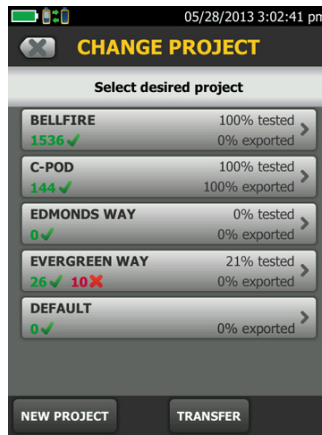 05/28/2013 3:02:41 pm
CHANGE PROJECT
Select desired project
BELLFIRE 100% tested
1536 0% exported
C-POD 100% tested
144 100% exported
EDMONDS WAY 0% tested
0 0% exported
EVERGREEN WAY 21% tested
26 10 0% exported
DEFAULT
0 0% exported
NEW PROJECT TRANSFER